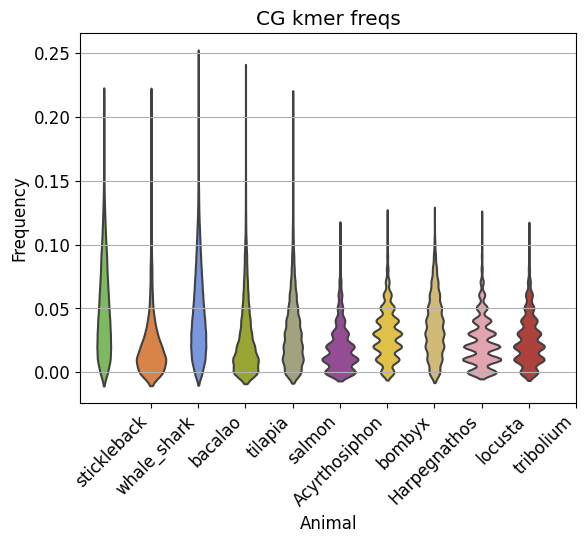 CG kmer freqs
Frequency
0.25
0.20
0.15
0.10
0.05
0.00
stickleback
whale_shark
bacalao
tilapia
salmon
Acyrthosiphon
bombyx
Harpegnathos
locusta
tribolium
Animal